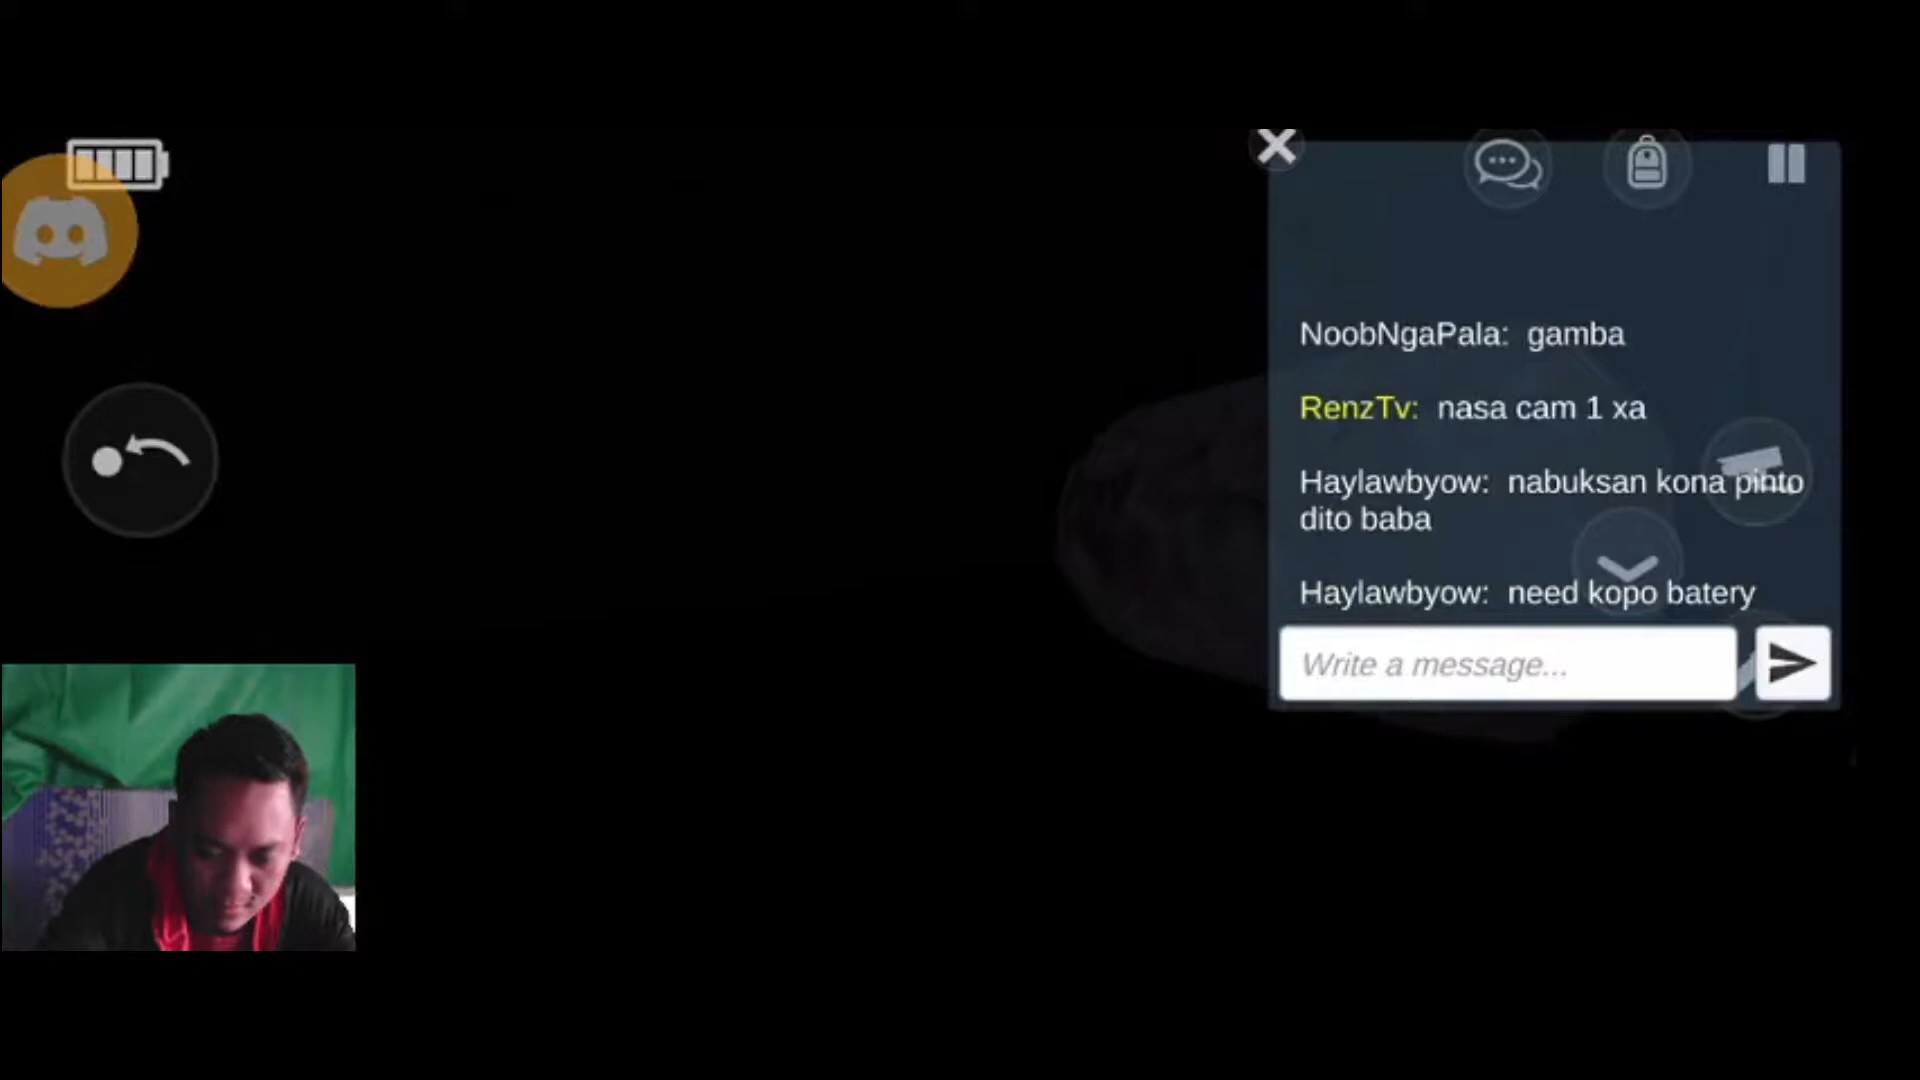 NoobNgaPala: gamba
RenzTv: nasa cam 1 xa
Haylawbyow: nabuksan kona pinto
dito baba
Haylawbyow: need kopo batery
Write a message...